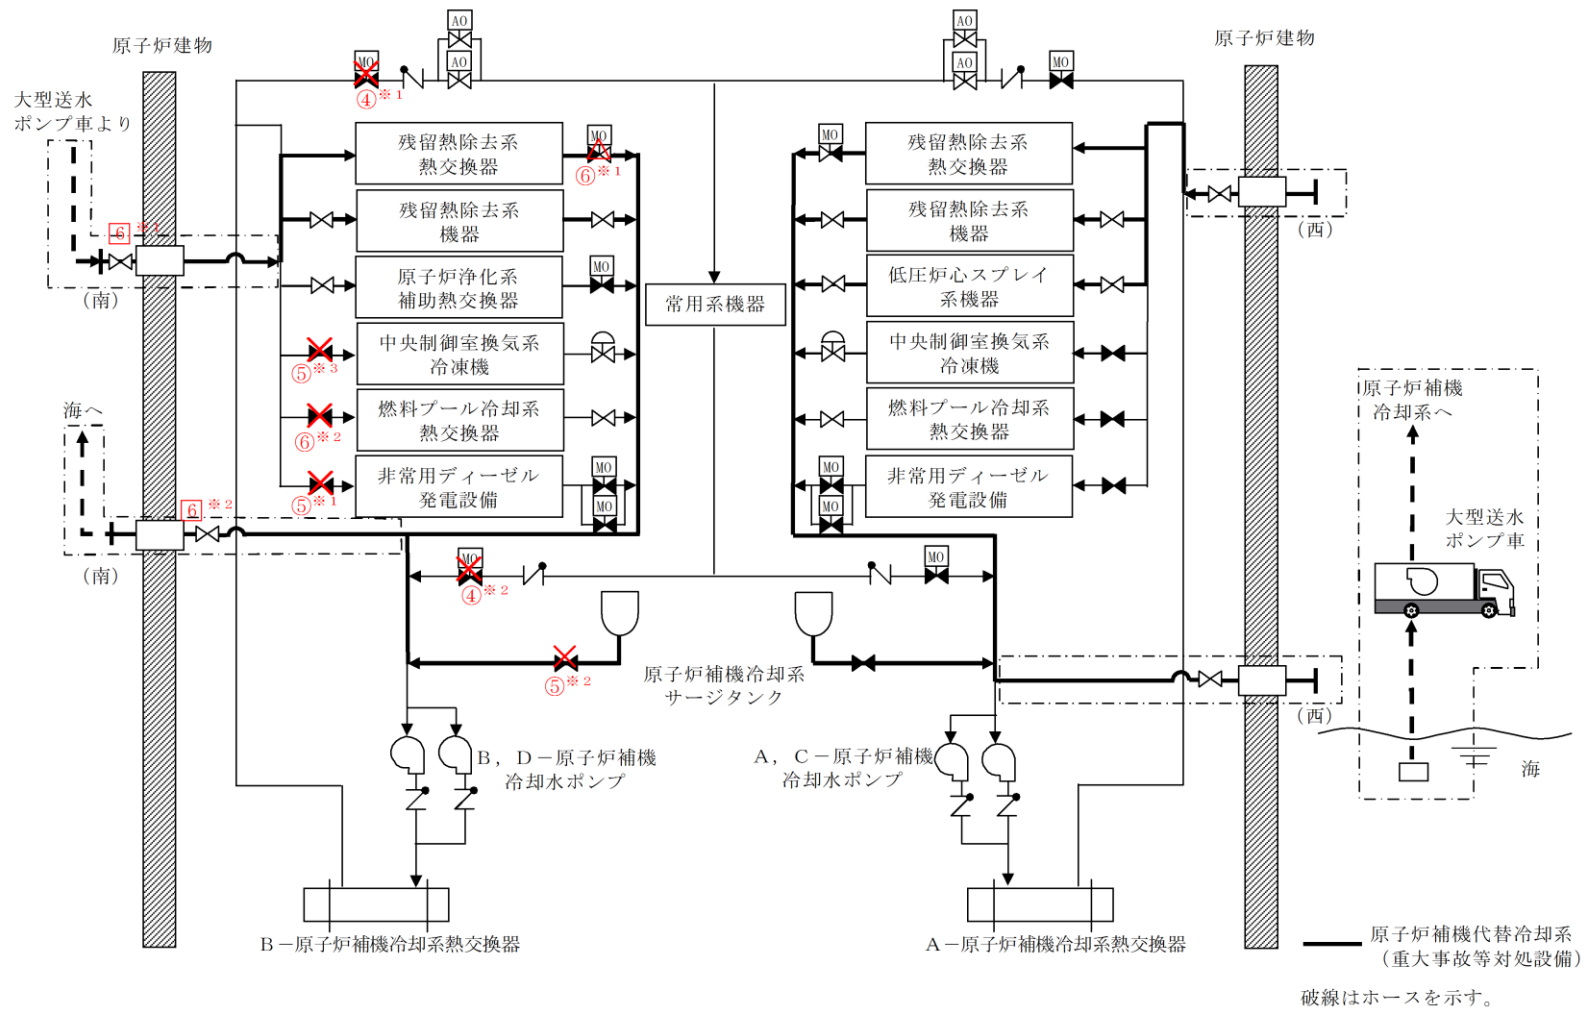 AO
AO
AO
AO
原子炉建物
原子炉建物
MO
④※1
MO
大型送水
ポンプ車より
残留熱除去系
熱交換器
MO
⑥※1
MO
残留熱除去系
熱交換器
残留熱除去系
機器
残留熱除去系
機器
(西)
6 ※1
(南)
原子炉浄化系
補助熱交換器
MO
常用系機器
低圧炉心スプレイ
系機器
⑤※3
中央制御室換気系
冷凍機
中央制御室換気系
冷凍機
海へ
⑥※2
燃料プール冷却系
熱交換器
燃料プール冷却系
熱交換器
原子炉補機
冷却系へ
⑤※1
非常用ディーゼル
発電設備
MO
MO
MO
MO
非常用ディーゼル
発電設備
6 ※2
(南)
大型送水
ポンプ車
MO
④※2
MO
⑤※2
原子炉補機冷却系
サージタンク
(西)
B,D-原子炉補機
冷却水ポンプ
A,C-原子炉補機
冷却水ポンプ
海
B-原子炉補機冷却系熱交換器
A-原子炉補機冷却系熱交換器
原子炉補機代替冷却系
(重大事故等対処設備)
破線はホースを示す。